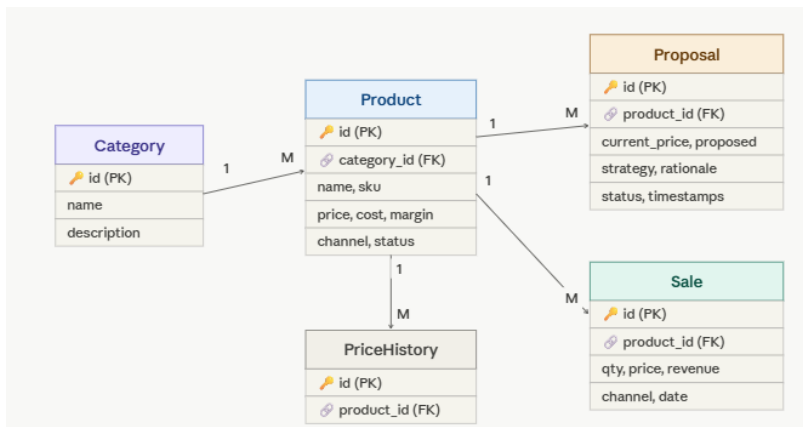 Category
id (PK)
name
description
1
M
Product
id (PK)
category_id (FK)
name, sku
price, cost, margin
channel, status
1
M
Proposal
id (PK)
product_id (FK)
current_price, proposed
strategy, rationale
status, timestamps
1
M
Sale
id (PK)
product_id (FK)
qty, price, revenue
channel, date
1
M
PriceHistory
id (PK)
product_id (FK)